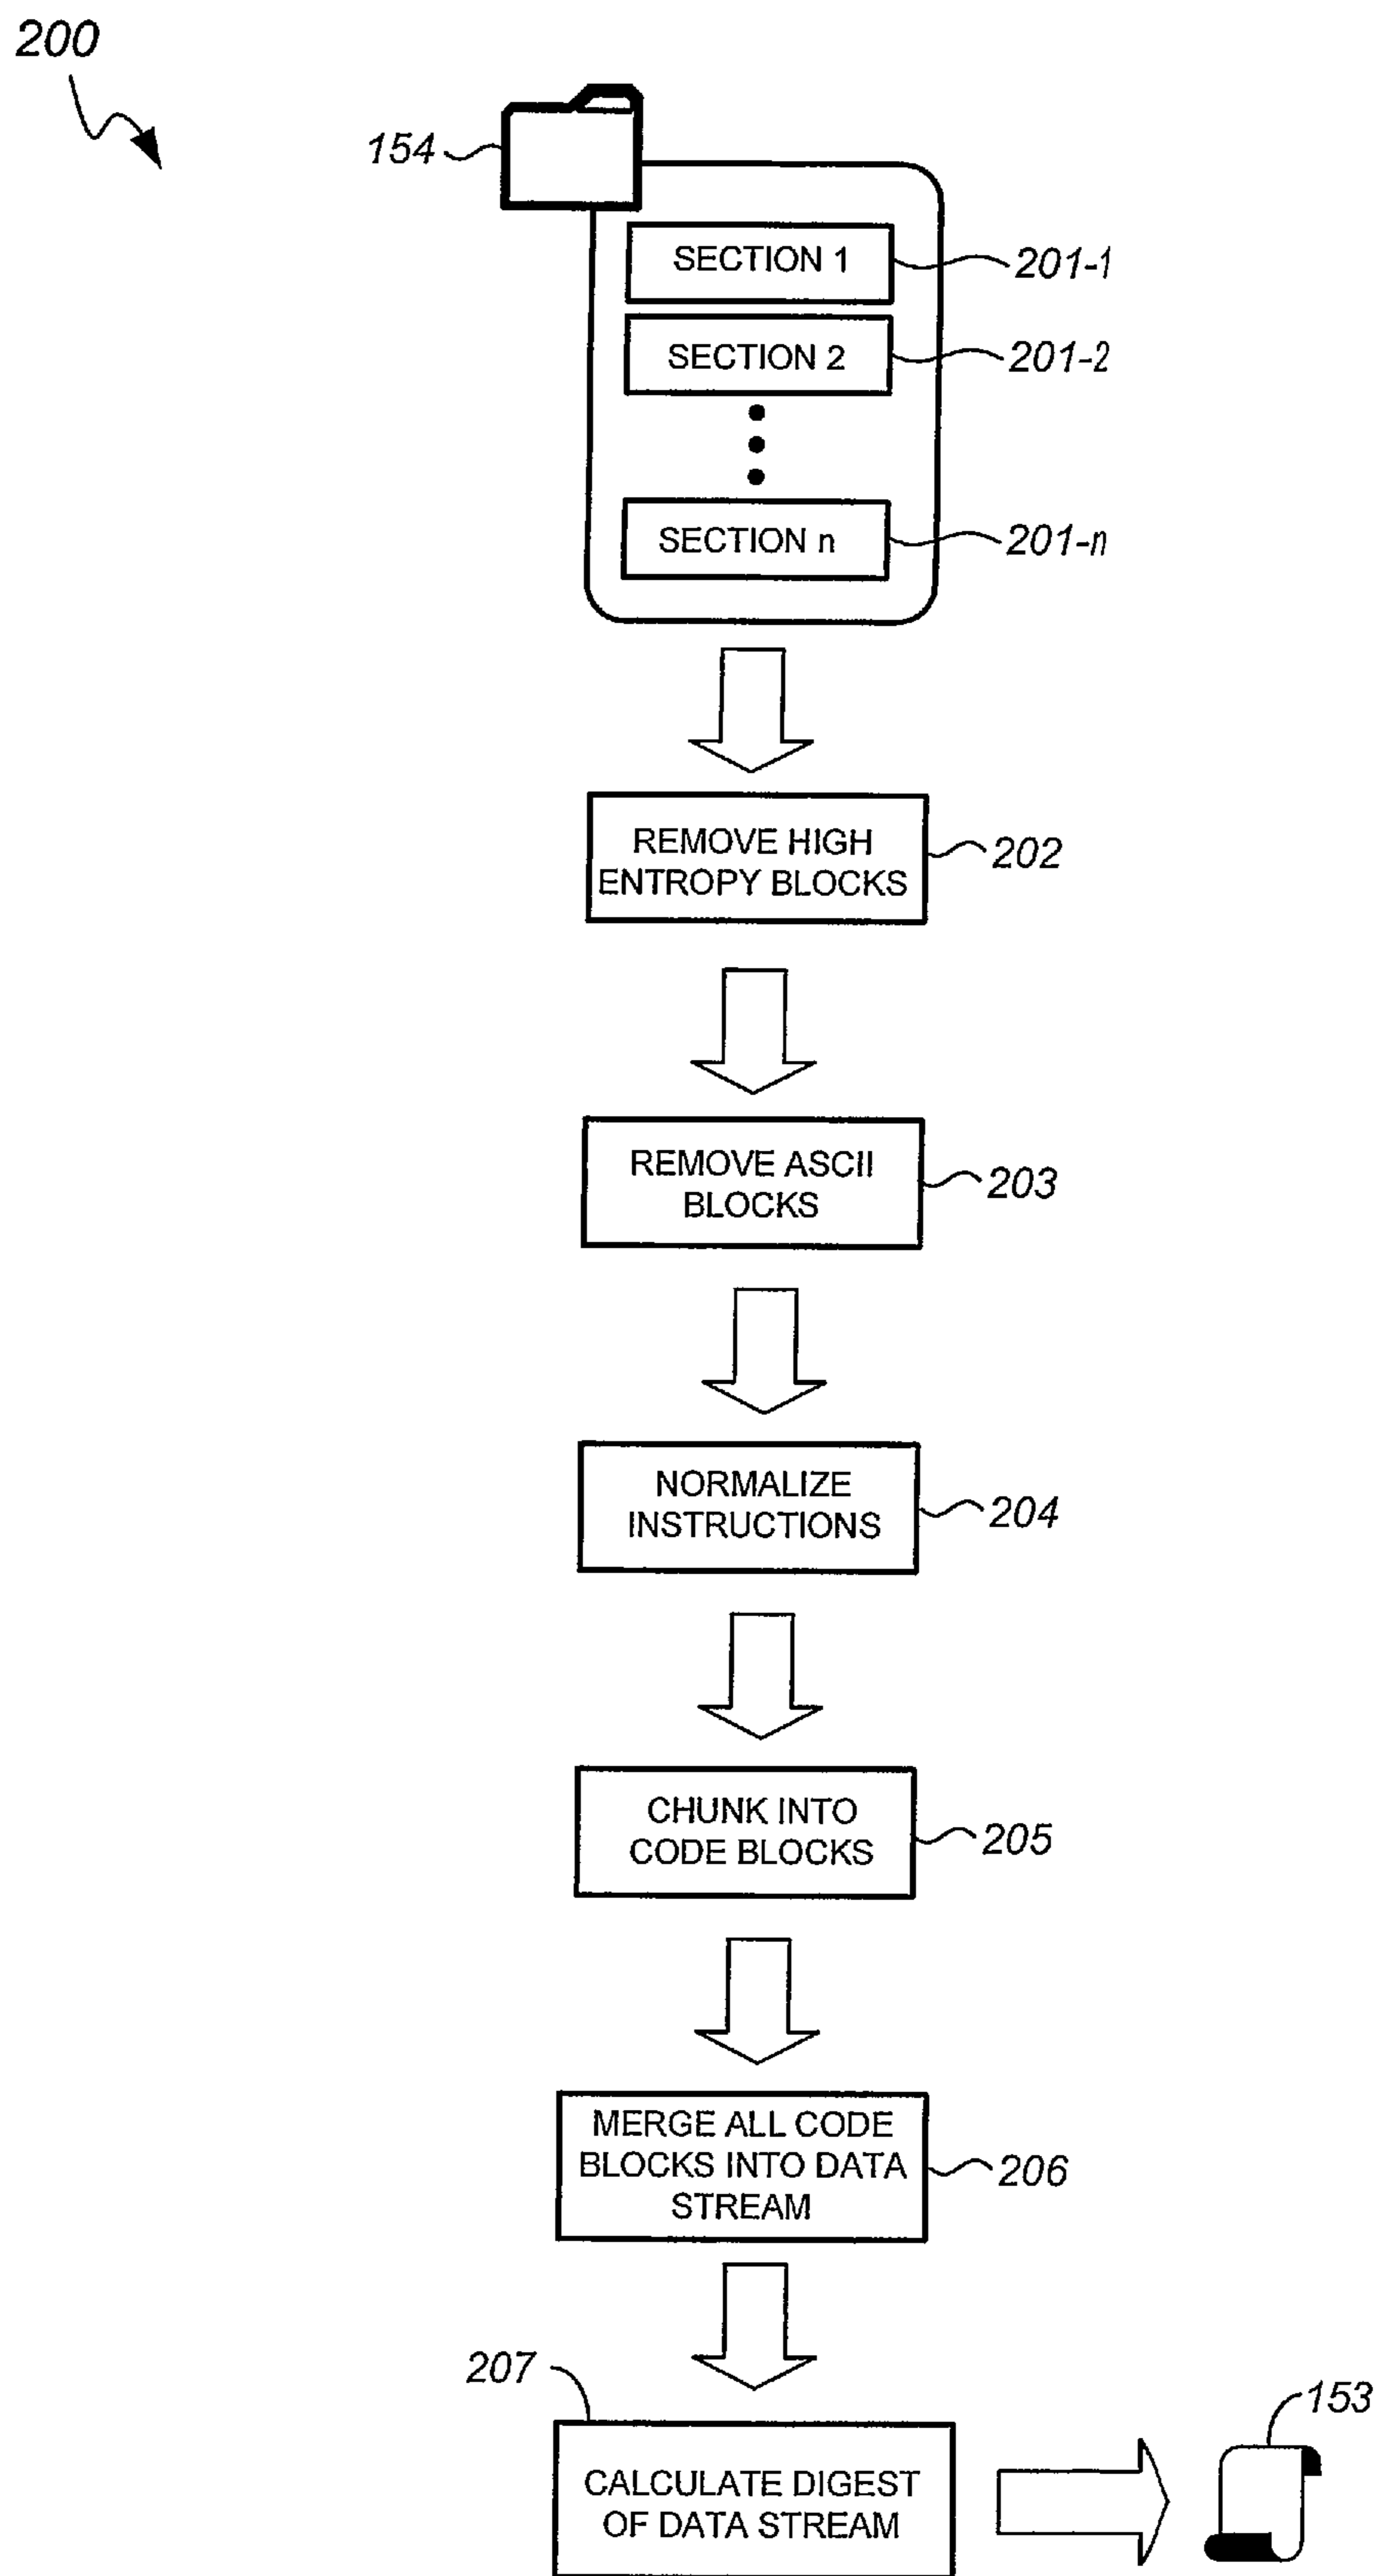 200
154
SECTION 1
201-1
SECTION 2
201-2
SECTION n
201-n
REMOVE HIGH
ENTROPY BLOCKS
202
REMOVE ASCII
BLOCKS
203
NORMALIZE
INSTRUCTIONS
204
CHUNK INTO
CODE BLOCKS
205
MERGE ALL CODE
BLOCKS INTO DATA
STREAM
206
207
CALCULATE DIGEST
OF DATA STREAM
153